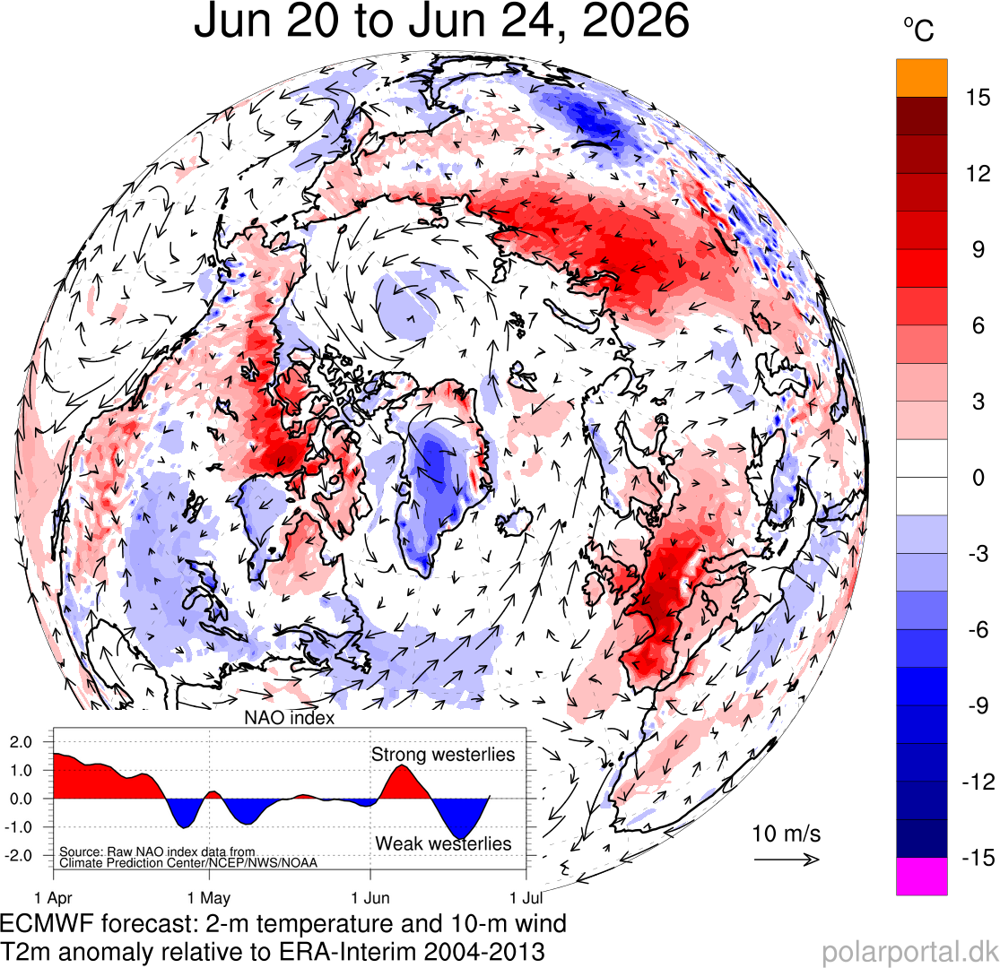 Jun 20 to Jun 24, 2026
°C
15
12
9
6
3
0
-3
-6
-9
-12
-15
10 m/s
NAO index
2.0
1.0
0.0
-1.0
-2.0
Strong westerlies
Weak westerlies
Source: Raw NAO index data from
Climate Prediction Center/NCEP/NWS/NOAA
1 Apr 1 May 1 Jun 1 Jul
ECMWF forecast: 2-m temperature and 10-m wind
T2m anomaly relative to ERA-Interim 2004-2013
polarportal.dk